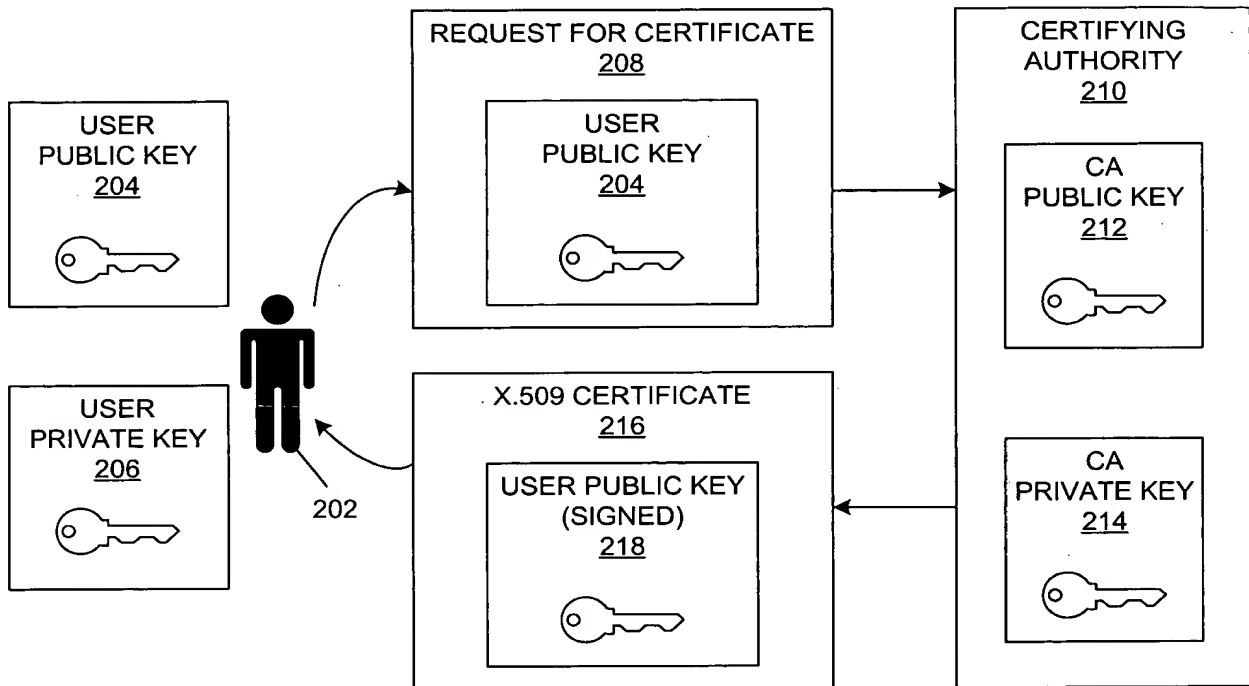 USER
PUBLIC KEY
204
USER
PRIVATE KEY
206
202
REQUEST FOR CERTIFICATE
208
USER
PUBLIC KEY
204
X.509 CERTIFICATE
216
USER PUBLIC KEY
(SIGNED)
218
CERTIFYING
AUTHORITY
210
CA
PUBLIC KEY
212
CA
PRIVATE KEY
214